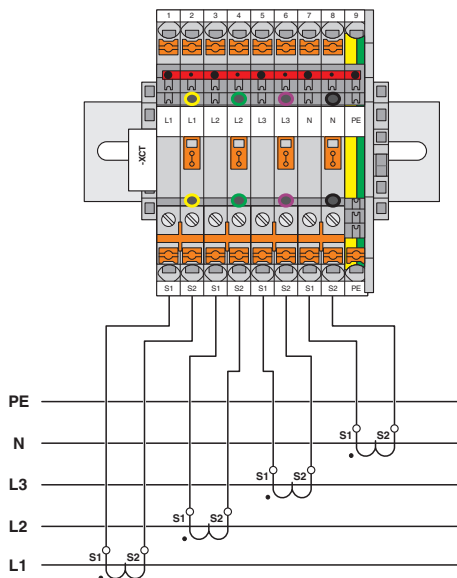 1 2 3 4 5 6 7 8 9
L1 L1 L2 L2 L3 L3 N N PE
-XCT
S1 S2 S1 S2 S1 S2 S1 S2 PE
PE
S1 S2
N
S1 S2
L3
S1 S2
L2
S1 S2
L1